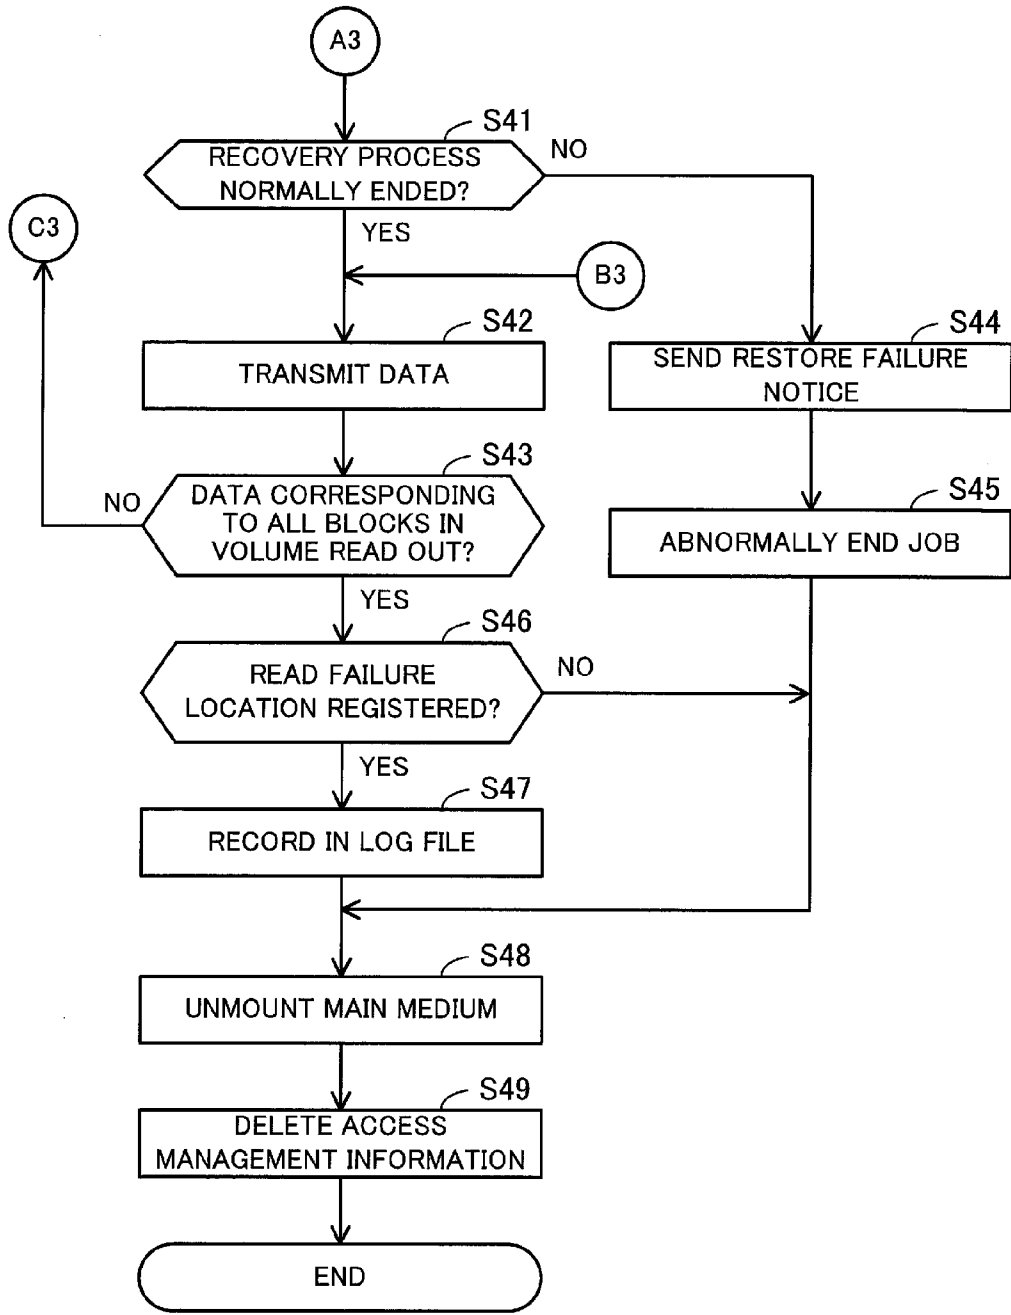 A3
S41
RECOVERY PROCESS
NORMALLY ENDED?
NO
YES
C3
B3
S42
TRANSMIT DATA
S44
SEND RESTORE FAILURE
NOTICE
S43
DATA CORRESPONDING
TO ALL BLOCKS IN
VOLUME READ OUT?
NO
YES
S45
ABNORMALLY END JOB
S46
READ FAILURE
LOCATION REGISTERED?
NO
YES
S47
RECORD IN LOG FILE
S48
UNMOUNT MAIN MEDIUM
S49
DELETE ACCESS
MANAGEMENT INFORMATION
END